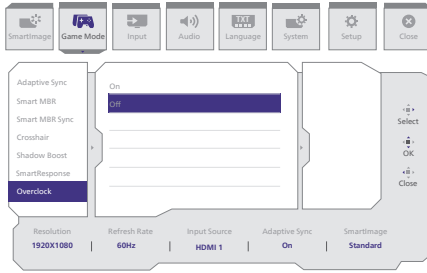 SmartImage
Game Mode
Input
Audio
TXT
Language
System
Setup
Close
Adaptive Sync
Smart MBR
Smart MBR Sync
Crosshair
Shadow Boost
SmartResponse
Overclock
On
Off
Select
OK
Close
Resolution
1920X1080
Refresh Rate
60Hz
Input Source
HDMI 1
Adaptive Sync
On
SmartImage
Standard